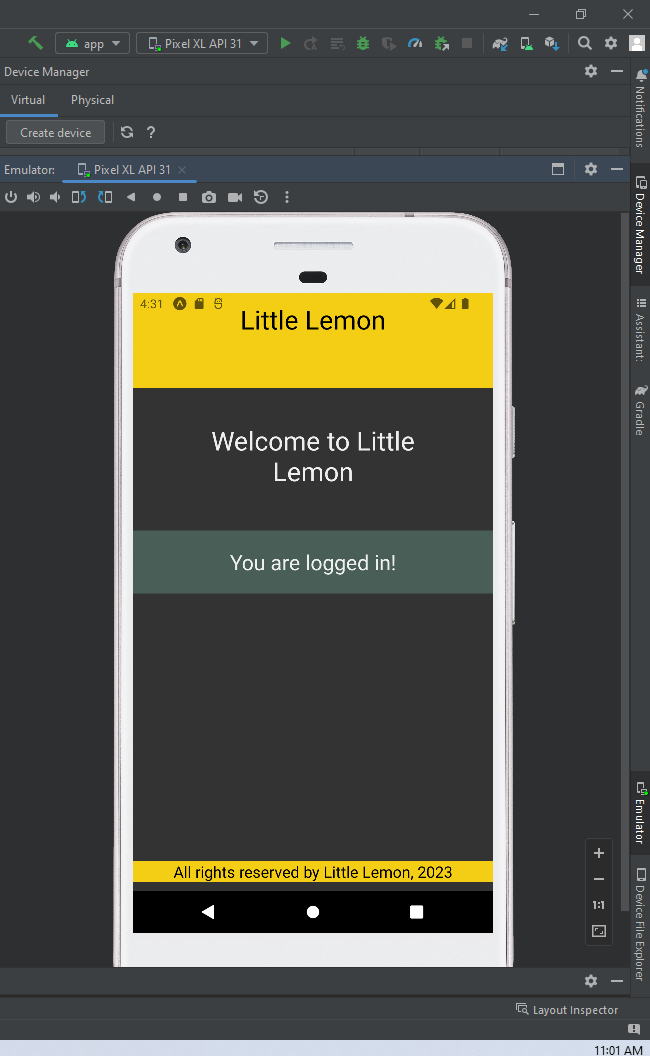 app
Pixel XL API 31
Device Manager
Virtual
Physical
Create device
?
Emulator:
Pixel XL API 31
4:31
Little Lemon
Welcome to Little
Lemon
You are logged in!
All rights reserved by Little Lemon, 2023
Notifications
Device Manager
Assistant:
Gradle
Emulator
Device File Explorer
1:1
Layout Inspector
11:01 AM